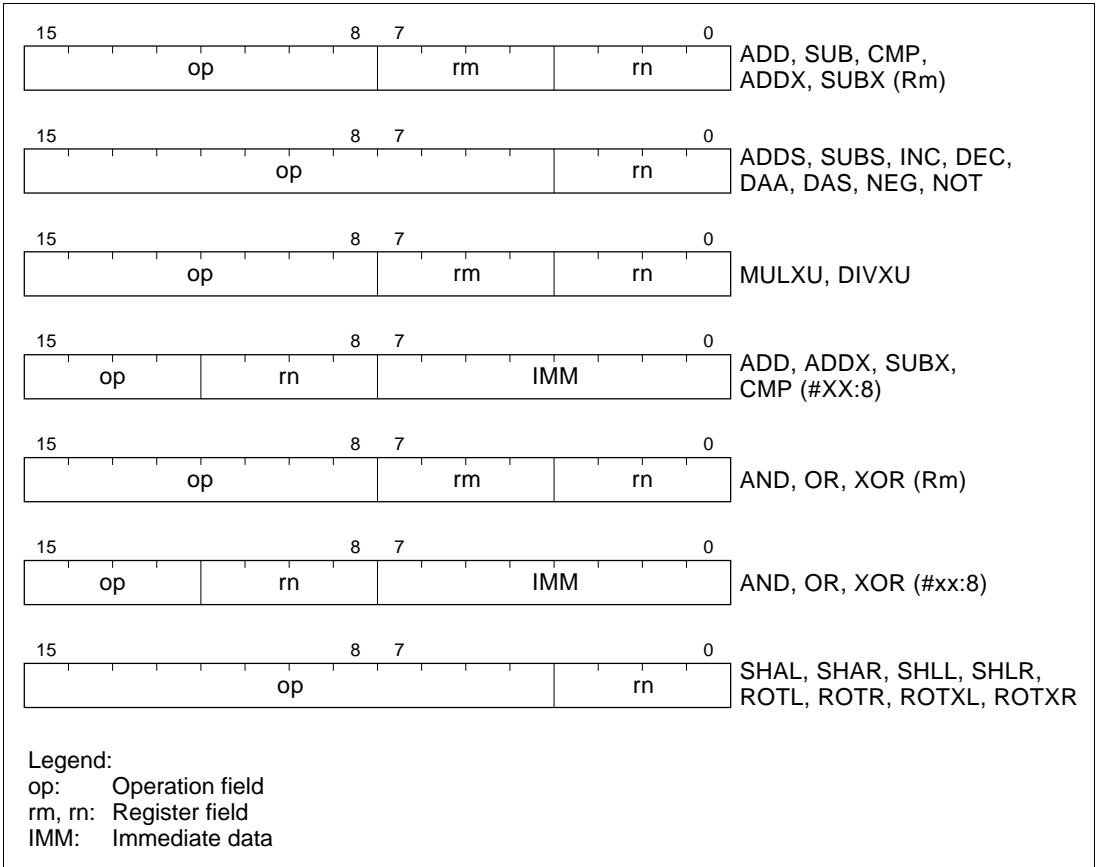 15 8 7 0
op rm rn
ADD, SUB, CMP,
ADDX, SUBX (Rm)
15 8 7 0
op rn
ADDS, SUBS, INC, DEC,
DAA, DAS, NEG, NOT
15 8 7 0
op rm rn
MULXU, DIVXU
15 8 7 0
op rn IMM
ADD, ADDX, SUBX,
CMP (#XX:8)
15 8 7 0
op rm rn
AND, OR, XOR (Rm)
15 8 7 0
op rn IMM
AND, OR, XOR (#xx:8)
15 8 7 0
op rn
SHAL, SHAR, SHLL, SHLR,
ROTL, ROTR, ROTXL, ROTXR
Legend:
op: Operation field
rm, rn: Register field
IMM: Immediate data